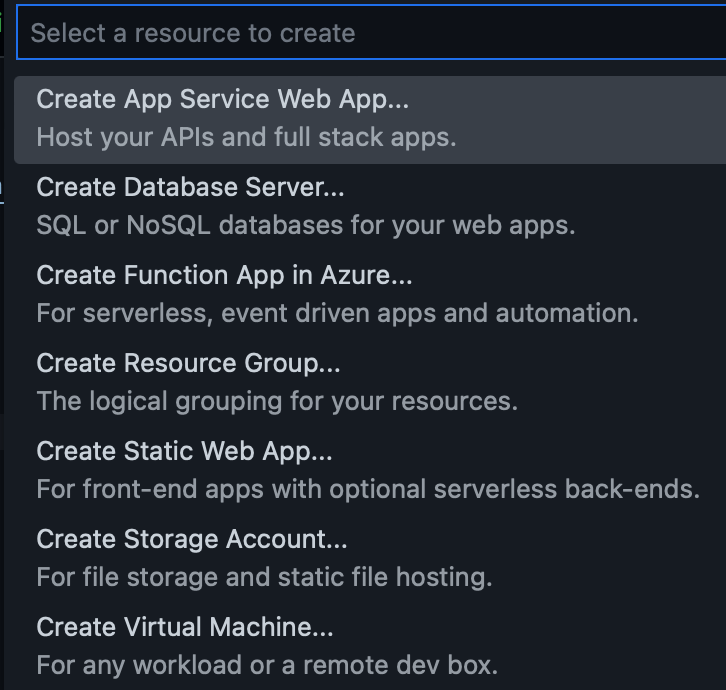 Select a resource to create
Create App Service Web App...
Host your APIs and full stack apps.
Create Database Server...
SQL or NoSQL databases for your web apps.
Create Function App in Azure...
For serverless, event driven apps and automation.
Create Resource Group...
The logical grouping for your resources.
Create Static Web App...
For front-end apps with optional serverless back-ends.
Create Storage Account...
For file storage and static file hosting.
Create Virtual Machine...
For any workload or a remote dev box.